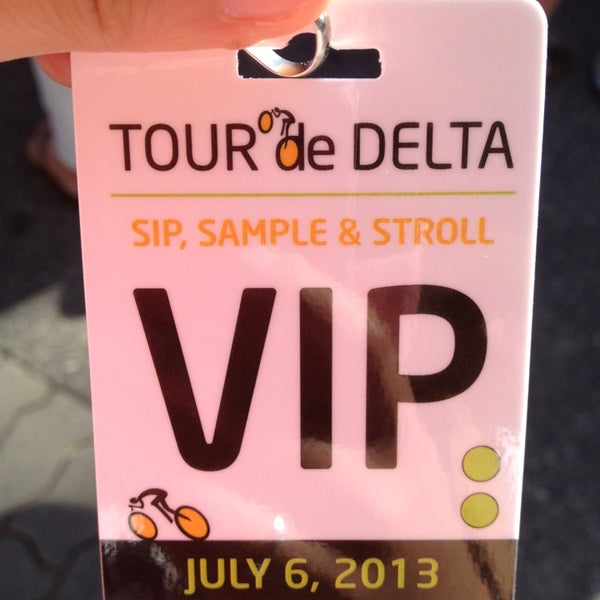 TOUR de DELTA
SIP, SAMPLE & STROLL
VIP
JULY 6, 2013